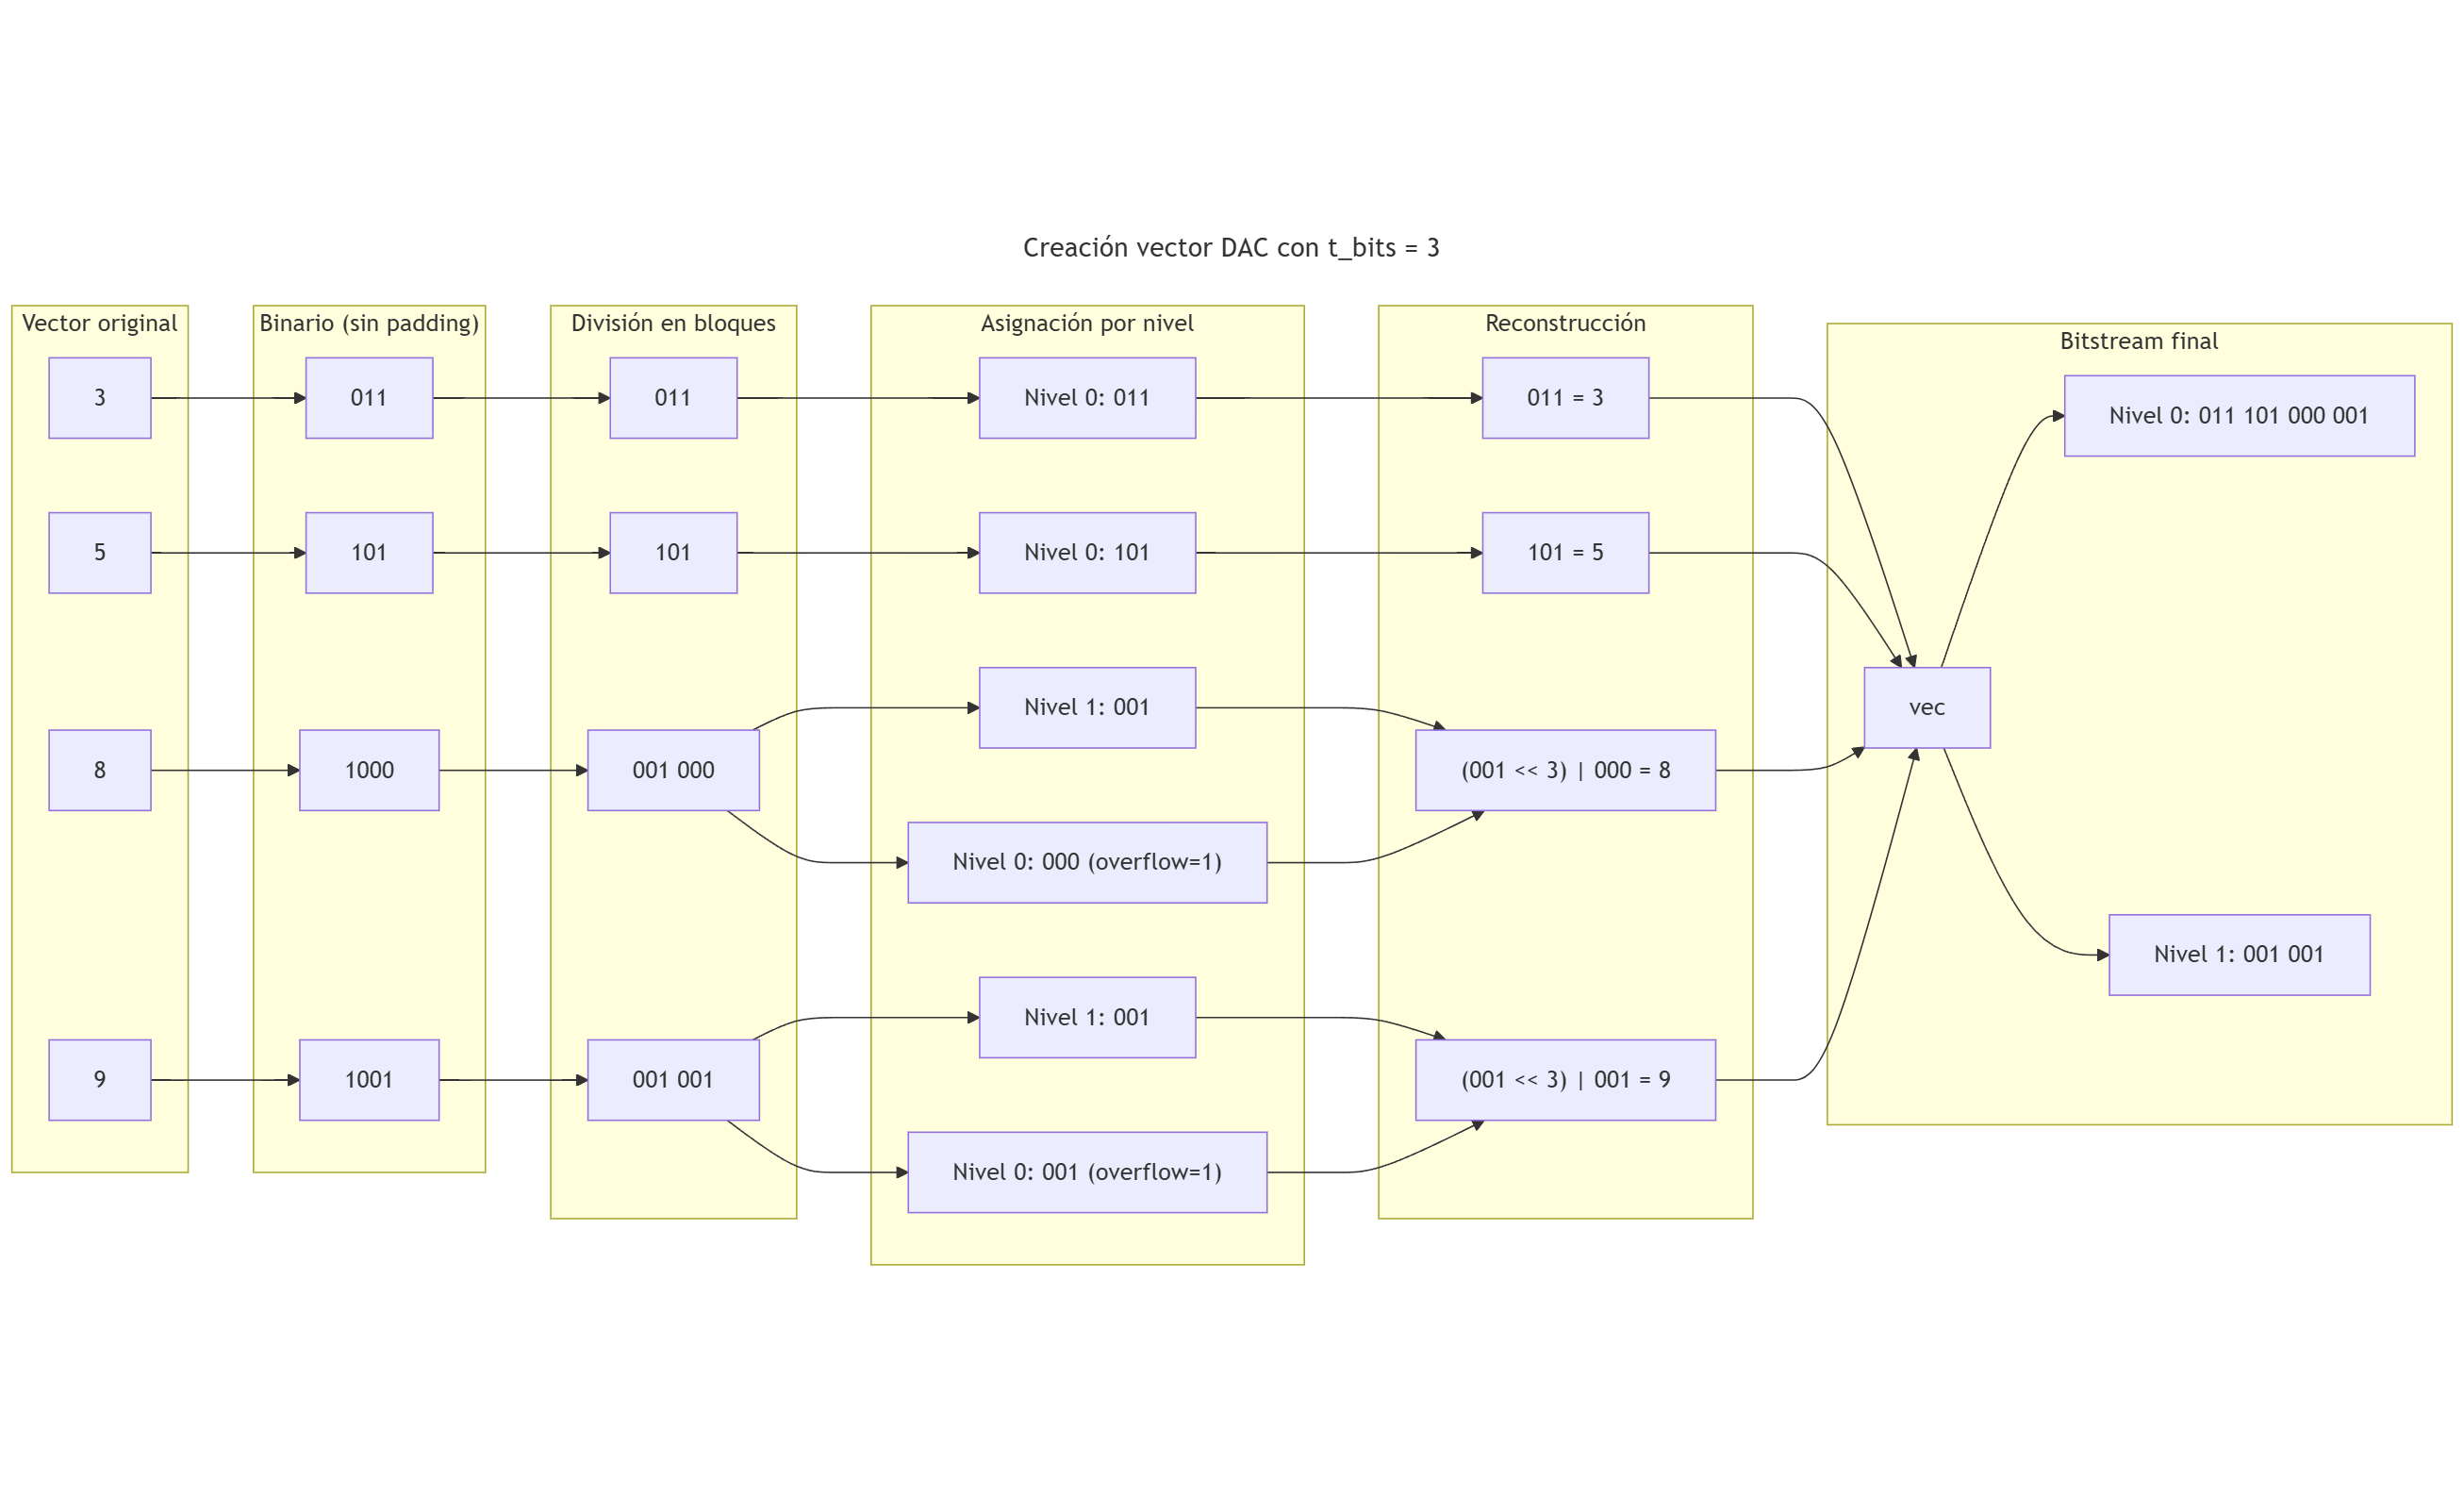 Creación vector DAC con t_bits = 3
Vector original
3
5
8
9
Binario (sin padding)
011
101
1000
1001
División en bloques
011
101
001 000
001 001
Asignación por nivel
Nivel 0: 011
Nivel 0: 101
Nivel 1: 001
Nivel 0: 000 (overflow=1)
Nivel 1: 001
Nivel 0: 001 (overflow=1)
Reconstrucción
011 = 3
101 = 5
(001 << 3) | 000 = 8
(001 << 3) | 001 = 9
Bitstream final
vec
Nivel 0: 011 101 000 001
Nivel 1: 001 001